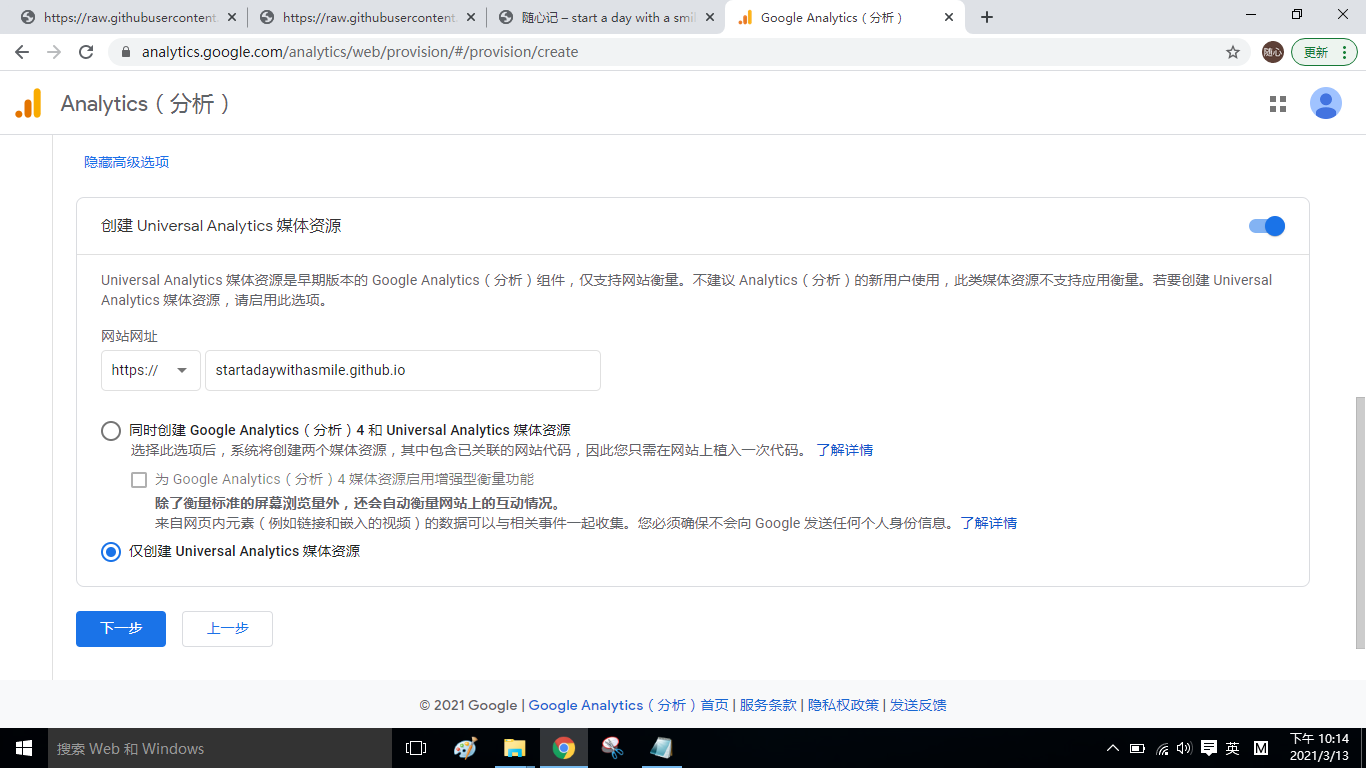 https://raw.githubusercontent.
https://raw.githubusercontent.
随心记 – start a day with a smil
Google Analytics（分析）
analytics.google.com/analytics/web/provision/#/provision/create
随心
更新
Analytics（分析）
隐藏高级选项
创建 Universal Analytics 媒体资源
Universal Analytics 媒体资源是早期版本的 Google Analytics（分析）组件，仅支持网站衡量。不建议 Analytics（分析）的新用户使用，此类媒体资源不支持应用衡量。若要创建 Universal
Analytics 媒体资源，请启用此选项。
网站网址
https://
startadaywithasmile.github.io
同时创建 Google Analytics（分析）4 和 Universal Analytics 媒体资源
选择此选项后，系统将创建两个媒体资源，其中包含已关联的网站代码，因此您只需在网站上植入一次代码。 了解详情
为 Google Analytics（分析）4 媒体资源启用增强型衡量功能
除了衡量标准的屏幕浏览量外，还会自动衡量网站上的互动情况。
来自网页内元素（例如链接和嵌入的视频）的数据可以与相关事件一起收集。您必须确保不会向 Google 发送任何个人身份信息。了解详情
仅创建 Universal Analytics 媒体资源
下一步
上一步
© 2021 Google | Google Analytics（分析）首页 | 服务条款 | 隐私权政策 | 发送反馈
搜索 Web 和 Windows
英
M
下午 10:14
2021/3/13